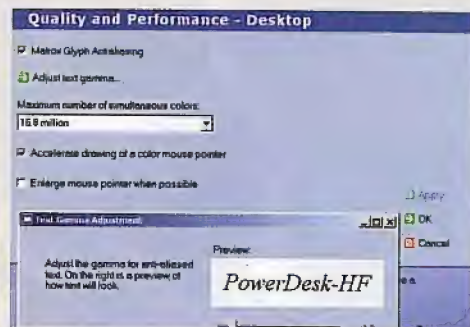 Quality and Performance - Desktop
Matrox Glyph Antialiasing
Adjust text gamma...
Maximum number of simultaneous colors:
16.8 million
Accelerate drawing of a color mouse pointer
Enlarge mouse pointer when possible
Apply
OK
Cancel
Text Gamma Adjustment
Adjust the gamma for anti-aliased
text. On the right is a preview of
how text will look.
Preview:
PowerDesk-HF